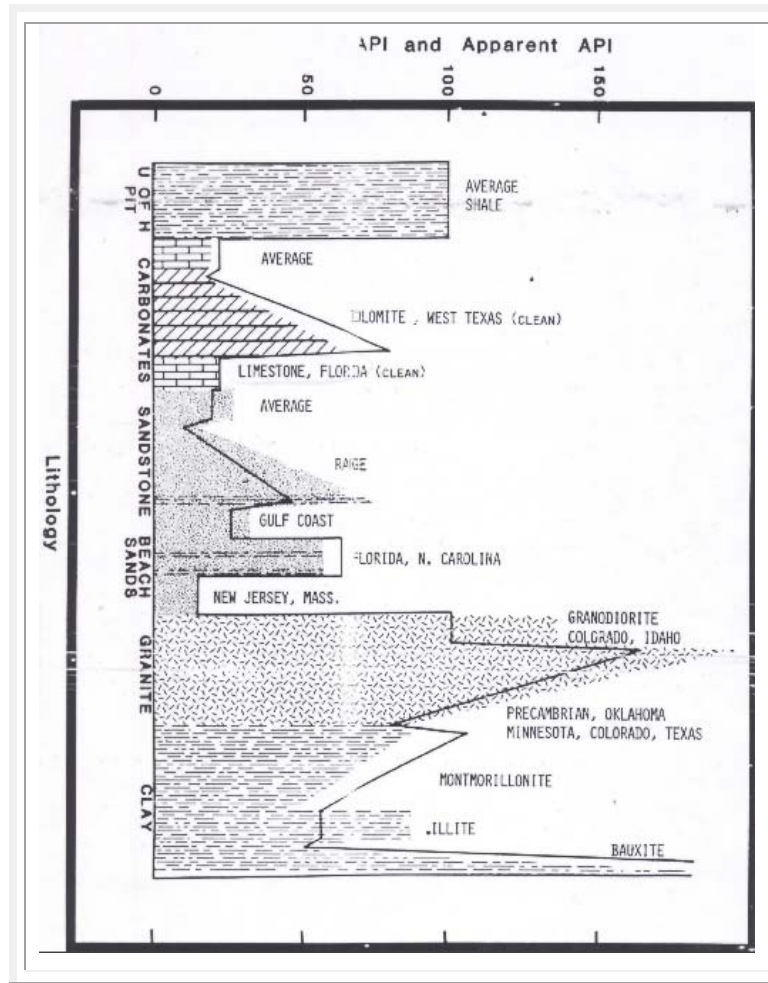 API and Apparent API
0 50 100 150
U OF H
PIT
AVERAGE
SHALE
CARBONATES
AVERAGE
DOLOMITE , WEST TEXAS (CLEAN)
LIMESTONE, FLORIDA (CLEAN)
SANDSTONE
AVERAGE
RANGE
GULF COAST
BEACH
SANDS
FLORIDA, N. CAROLINA
NEW JERSEY, MASS.
GRANITE
GRANODIORITE
COLORADO, IDAHO
PRECAMBRIAN, OKLAHOMA
MINNESOTA, COLORADO, TEXAS
CLAY
MONTMORILLONITE
ILLITE
BAUXITE
Lithology